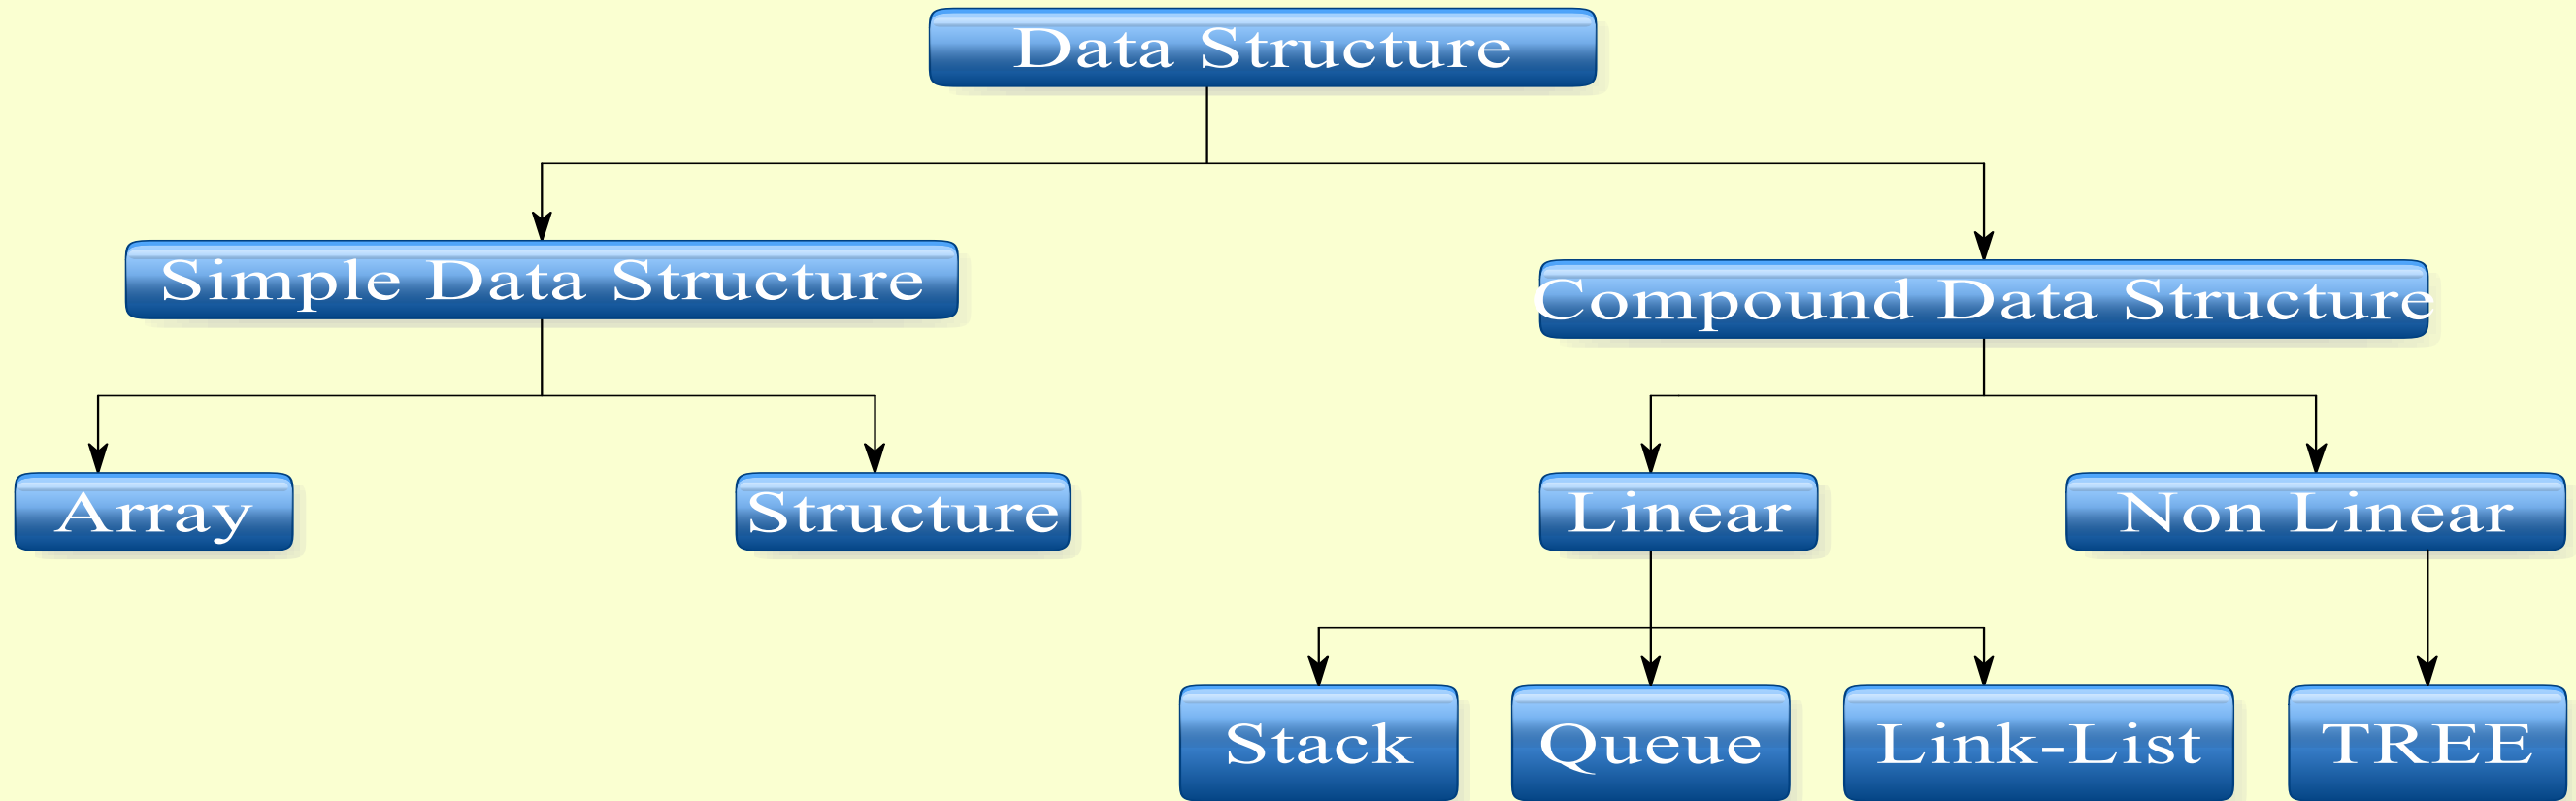 Data Structure
Simple Data Structure
Compound Data Structure
Array
Structure
Linear
Non Linear
Stack
Queue
Link-List
TREE